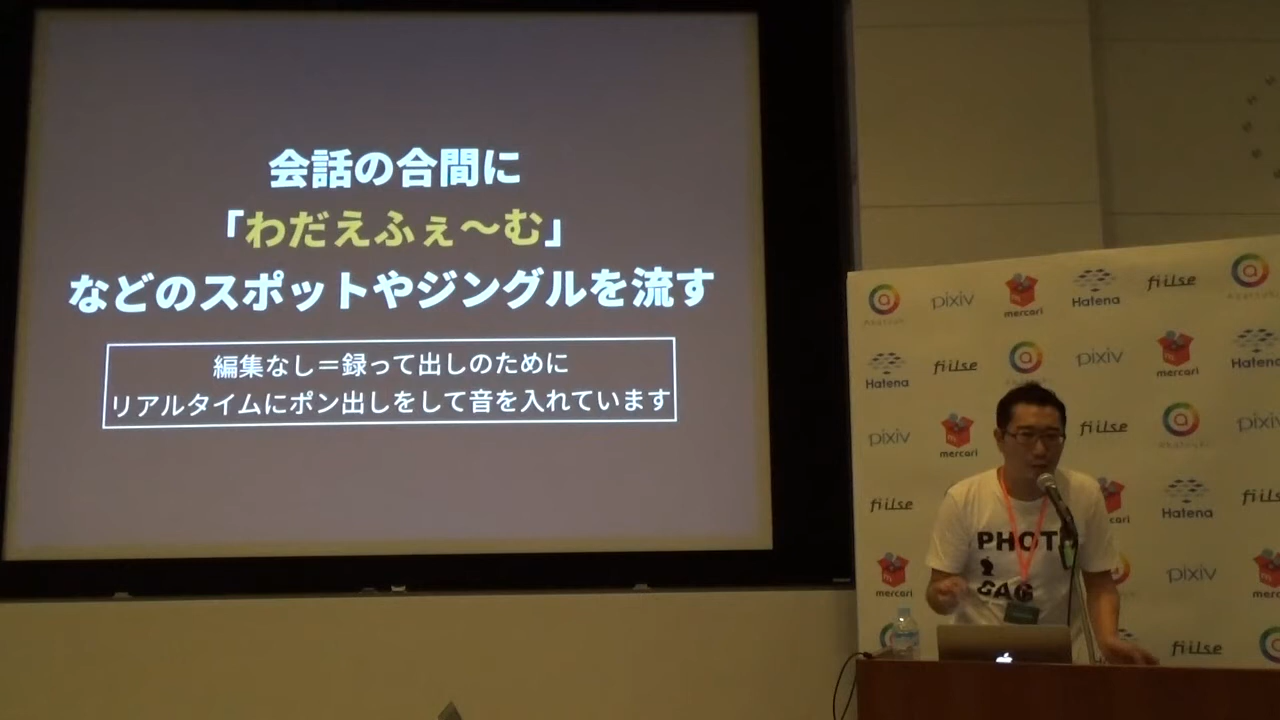 会話の合間に
「わだえふぇ〜む」
などのスポットやジングルを流す
編集なし=録って出しのために
リアルタイムにポン出しをして音を入れています
pixiv
mercari
Hatena
fiilse
Hatena
fiilse
pixiv
mercari
Hatena
pixiv
mercari
fiilse
pixiv
fiilse
Hatena
fiilse
mercari
pixiv
fiilse
PHOT
GAG